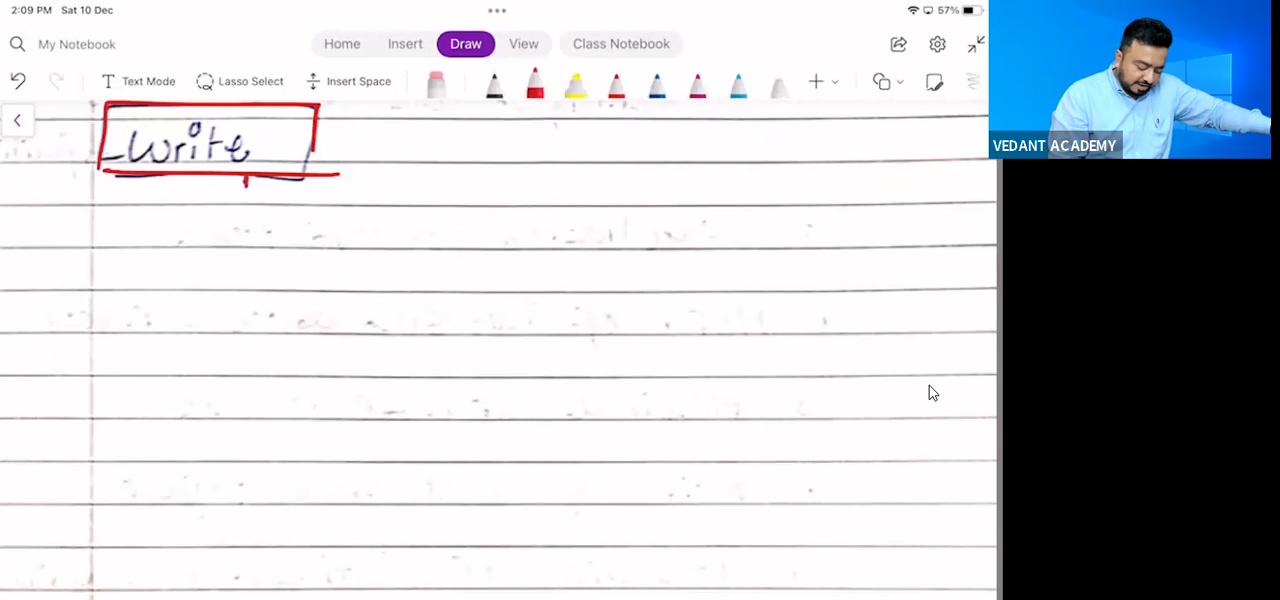 2:09 PM Sat 10 Dec
57%
My Notebook
Home Insert Draw View Class Notebook
Text Mode Lasso Select Insert Space
VEDANT ACADEMY
Write